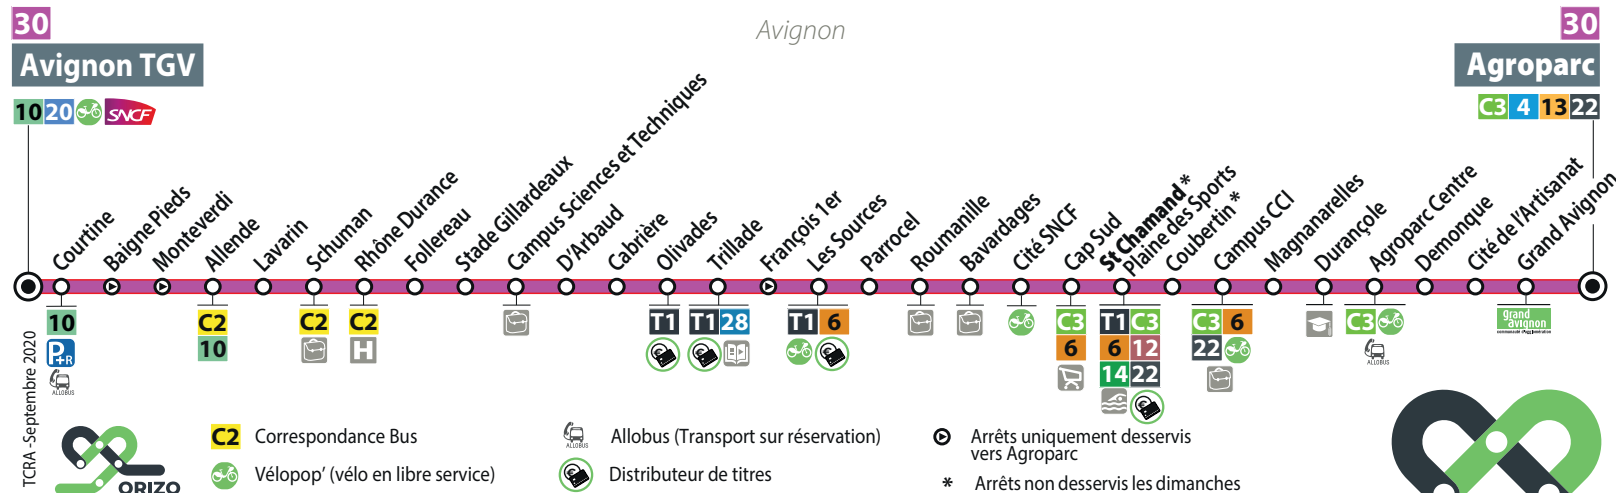 30
Avignon
30
Avignon TGV
Agroparc
10 20 SNCF
C3 4 13 22
Courtine
Baigne Pieds
Monteverdi
Allende
Lavarin
Schuman
Rhône Durance
Follereau
Stade Gillardeaux
Campus Sciences et Techniques
D'Arbaud
Cabrière
Olivades
Trillade
François 1er
Les Sources
Parrocel
Roumanille
Bavardages
Cité SNCF
Cap Sud
St Chamand *
Plaine des Sports
Coubertin *
Campus CCI
Magnanarelles
Durançole
Agroparc Centre
Demonque
Cité de l'Artisanat
Grand Avignon
10
P+R
ALLOBUS
C2
10
C2
C2
H
T1
T1 28
T1 6
C3
6
T1 C3
6 12
14 22
C3 6
22
C3
ALLOBUS
grand avignon
communauté d'agglomération
TCRA -Septembre 2020
ORIZO
C2 Correspondance Bus
Vélopop' (vélo en libre service)
ALLOBUS
Allobus (Transport sur réservation)
Distributeur de titres
Arrêts uniquement desservis
vers Agroparc
* Arrêts non desservis les dimanches